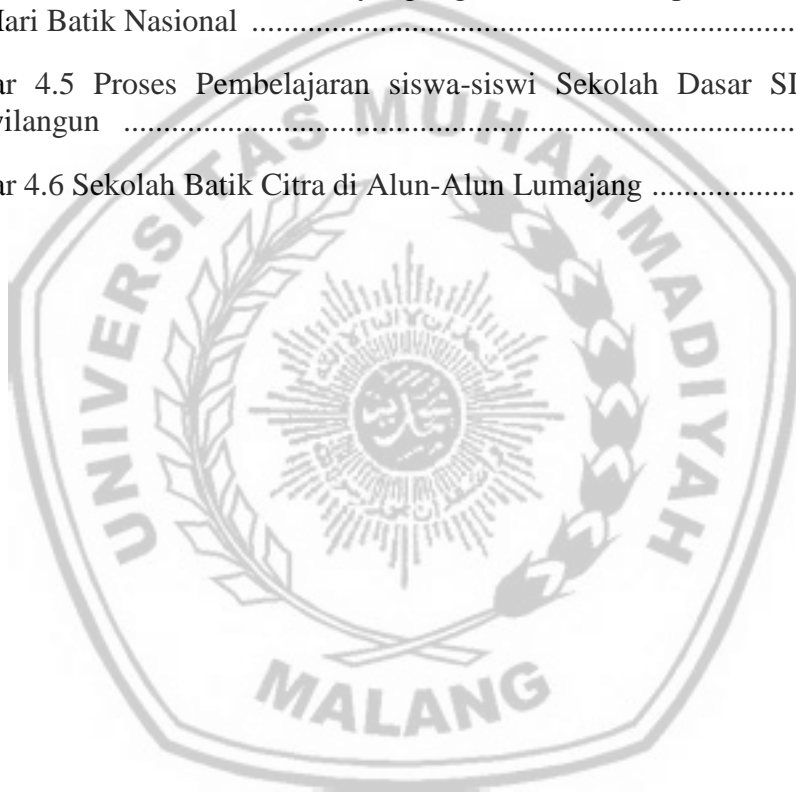 Hari Batik Nasional ....................................................................
ar 4.5 Proses Pembelajaran siswa-siswi Sekolah Dasar
vilangun ....................................................................................
ar 4.6 Sekolah Batik Citra di Alun-Alun Lumajang ..................
UNIVERSITAS MUHAMMADIYAH
MALANG